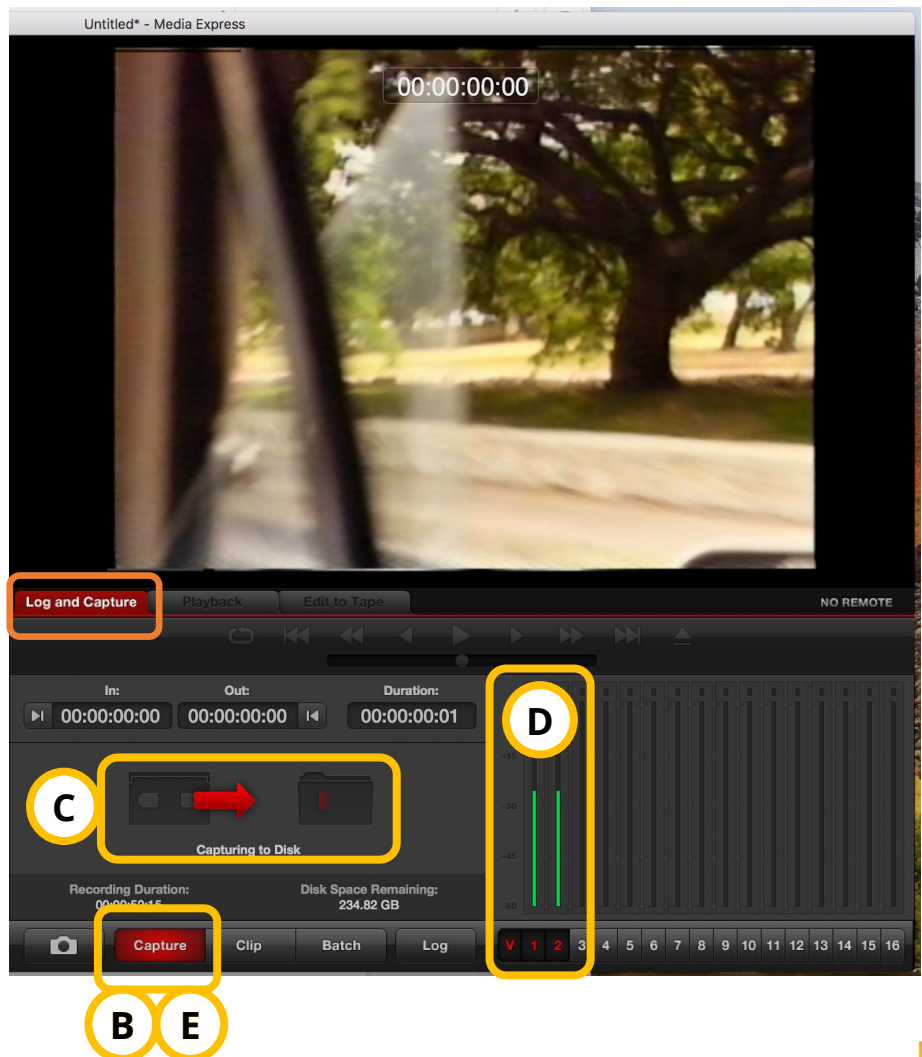 Untitled* - Media Express
00:00:00:00
Log and Capture Playback Edit to Tape NO REMOTE
In: Out: Duration:
00:00:00:00 00:00:00:00 00:00:00:01
D
-15
-30
-45
-60
C
Capturing to Disk
Recording Duration: Disk Space Remaining:
234.82 GB
Capture Clip Batch Log V 1 2 3 4 5 6 7 8 9 10 11 12 13 14 15 16
B E